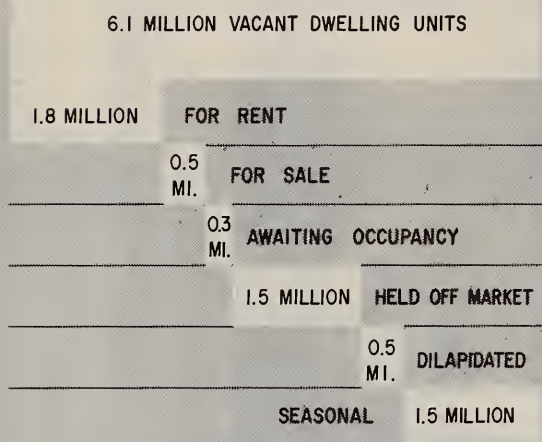 6.1 MILLION VACANT DWELLING UNITS
1.8 MILLION FOR RENT
0.5
MI. FOR SALE
0.3
MI. AWAITING OCCUPANCY
1.5 MILLION HELD OFF MARKET
0.5
MI. DILAPIDATED
SEASONAL 1.5 MILLION